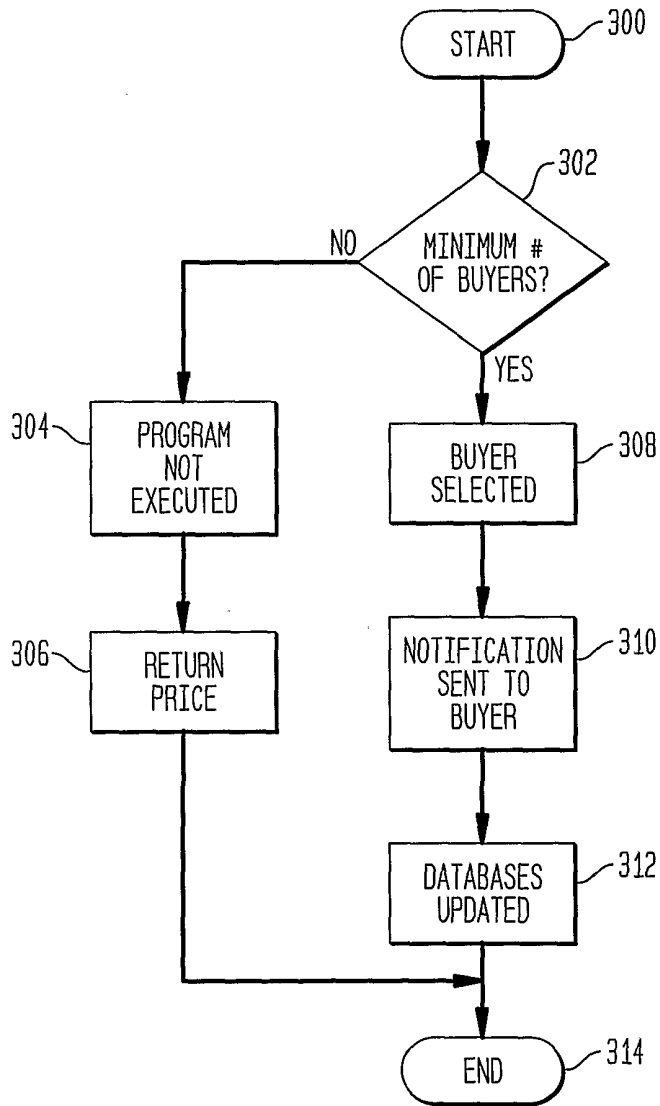 START
300
302
MINIMUM #
OF BUYERS?
NO
YES
304
PROGRAM
NOT
EXECUTED
BUYER
SELECTED
308
306
RETURN
PRICE
NOTIFICATION
SENT TO
BUYER
310
DATABASES
UPDATED
312
END
314